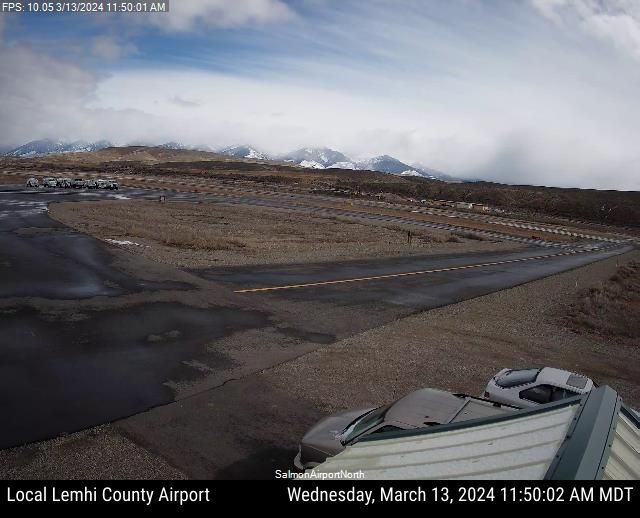 FPS: 10.05 3/13/2024 11:50:01 AM
SalmonAirportNorth
Local Lemhi County Airport
Wednesday, March 13, 2024 11:50:02 AM MDT